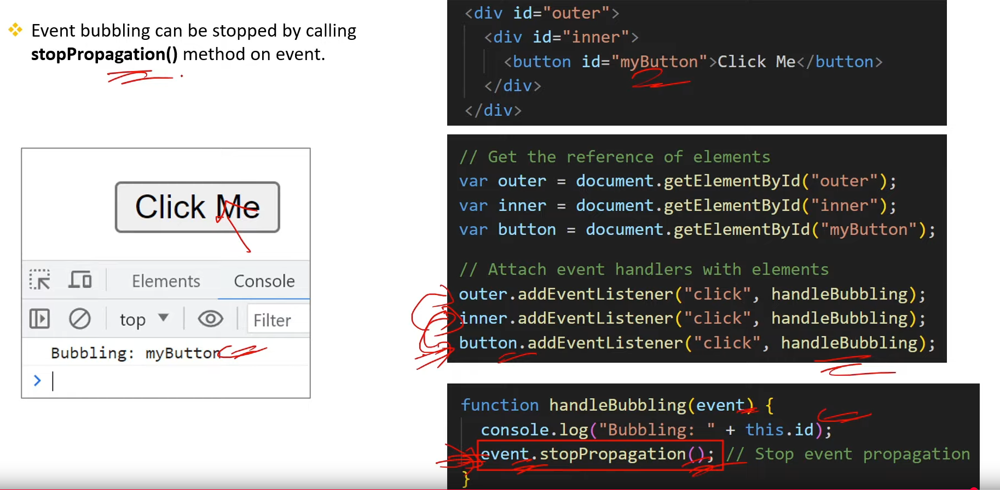 Event bubbling can be stopped by calling
stopPropagation() method on event.
<div id="outer">
<div id="inner">
<button id="myButton">Click Me</button>
</div>
</div>
Click Me
Elements Console
top Filter
Bubbling: myButton
// Get the reference of elements
var outer = document.getElementById("outer");
var inner = document.getElementById("inner");
var button = document.getElementById("myButton");
// Attach event handlers with elements
outer.addEventListener("click", handleBubbling);
inner.addEventListener("click", handleBubbling);
button.addEventListener("click", handleBubbling);
function handleBubbling(event) {
console.log("Bubbling: " + this.id);
event.stopPropagation(); // Stop event propagation
}